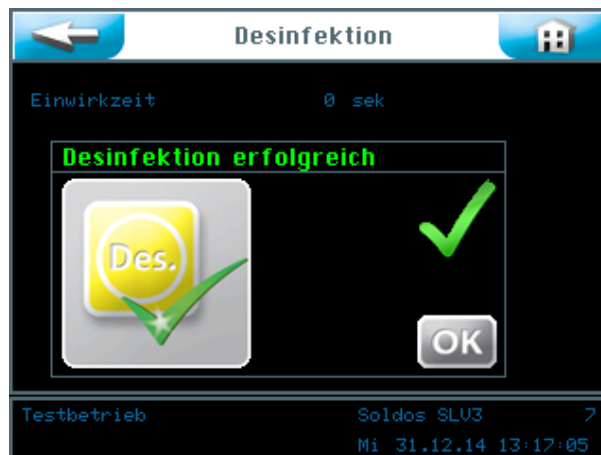 Desinfektion
Einwirkzeit 0 sek
Desinfektion erfolgreich
Des.
OK
Testbetrieb Soldos SLV3 7
Mi 31.12.14 13:17:05